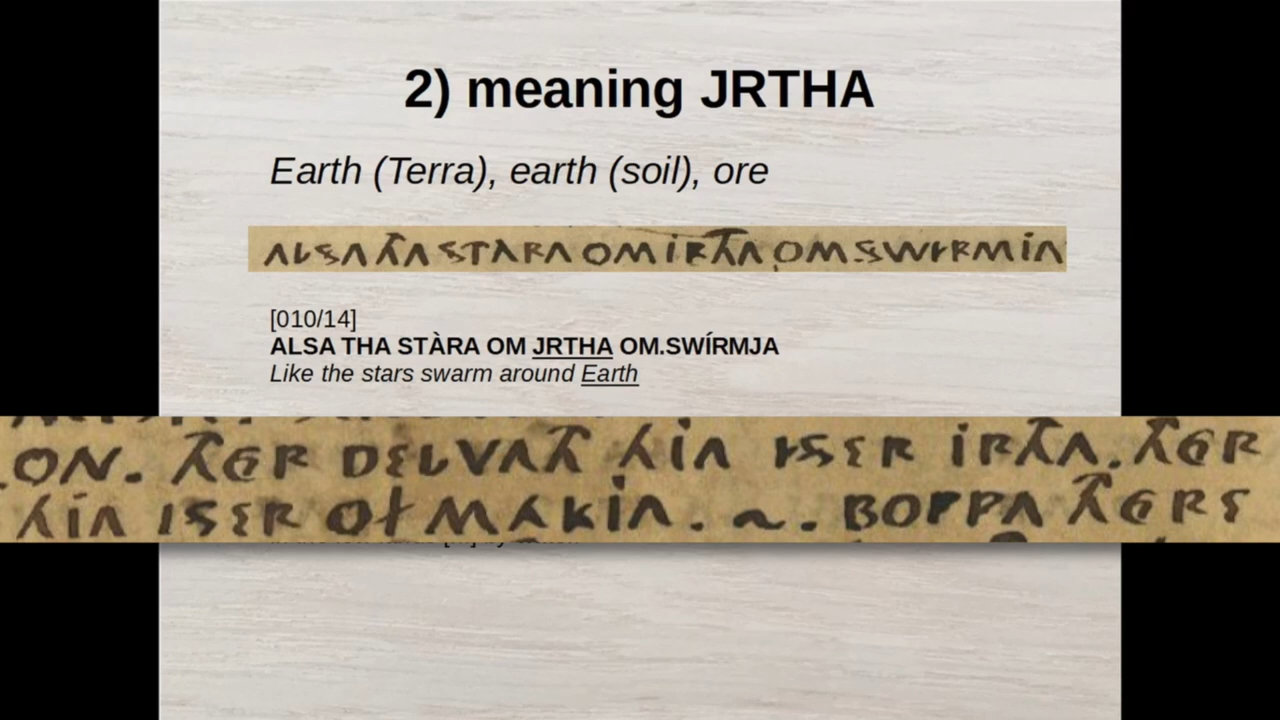 2) meaning JRTHA
Earth (Terra), earth (soil), ore
ALSA THA STARA OM IRTHA OM.SWIRMIA
[010/14]
ALSA THA STÀRA OM JRTHA OM.SWÍRMJA
Like the stars swarm around Earth
ON. THER DELVATH HIA ISER IRTHA. THER
HIA ISER OF MAKIA. ~. BOPPA THERE